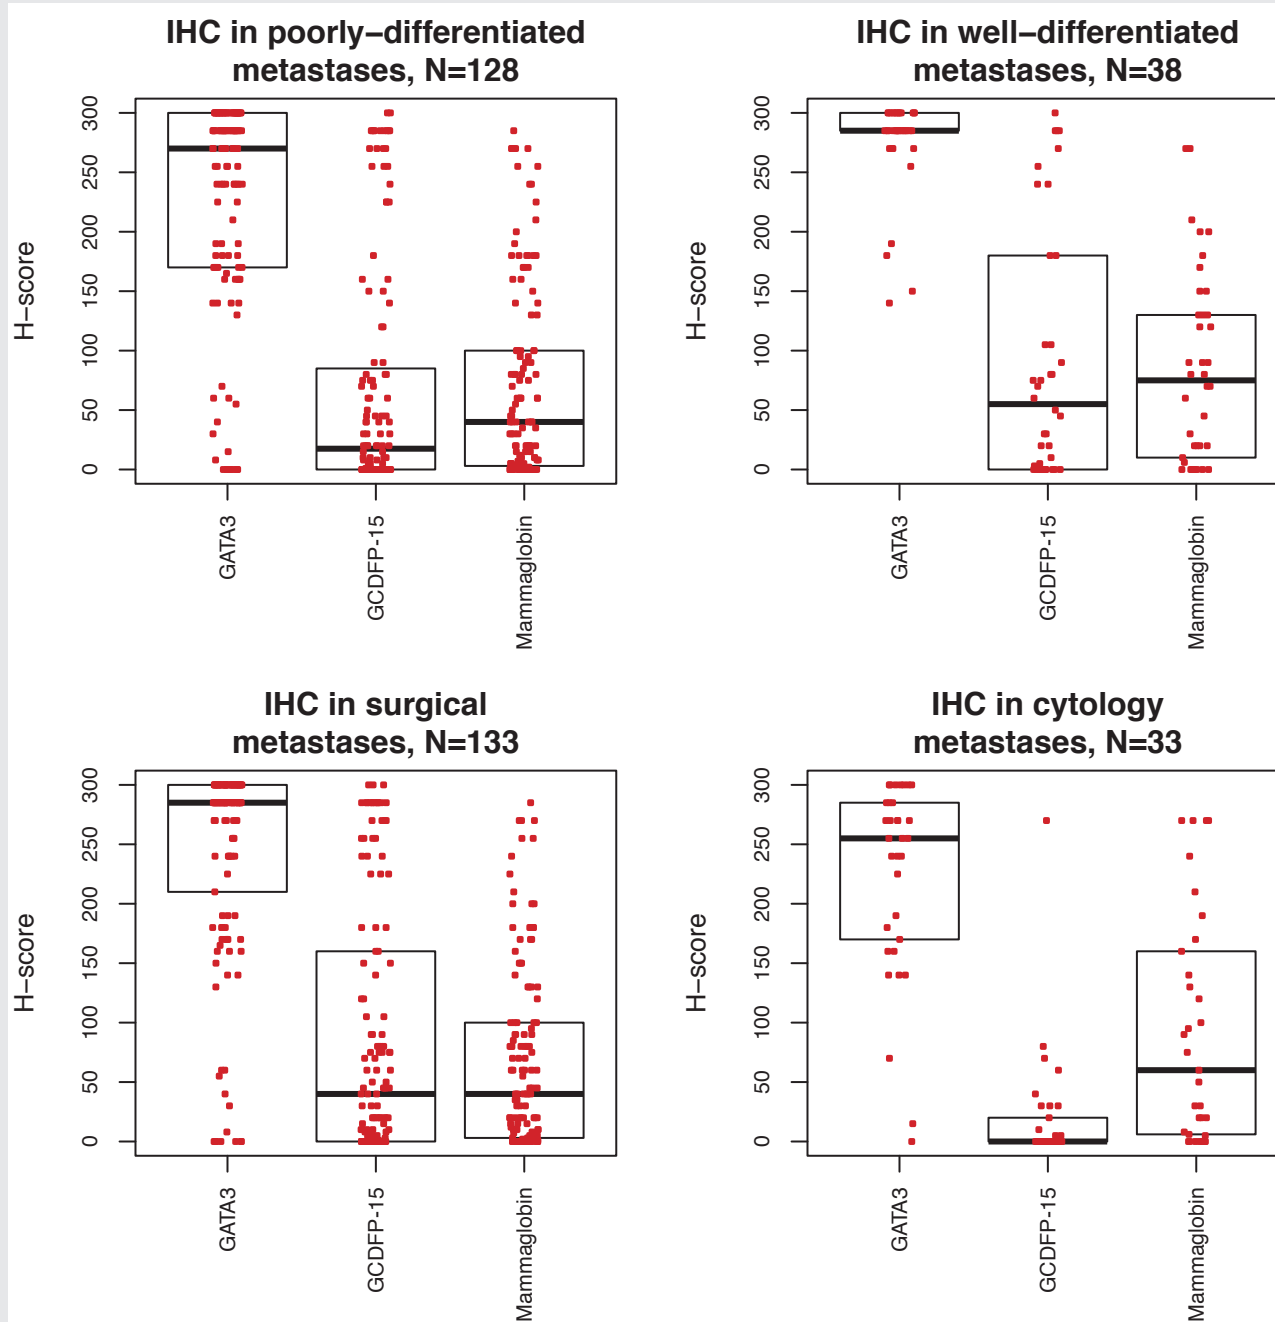 IHC in poorly–differentiated
metastases, N=128
H–score
300
250
200
150
100
50
0
GATA3
GCDFP-15
Mammaglobin
IHC in well–differentiated
metastases, N=38
H–score
300
250
200
150
100
50
0
GATA3
GCDFP-15
Mammaglobin
IHC in surgical
metastases, N=133
H–score
300
250
200
150
100
50
0
GATA3
GCDFP-15
Mammaglobin
IHC in cytology
metastases, N=33
H–score
300
250
200
150
100
50
0
GATA3
GCDFP-15
Mammaglobin